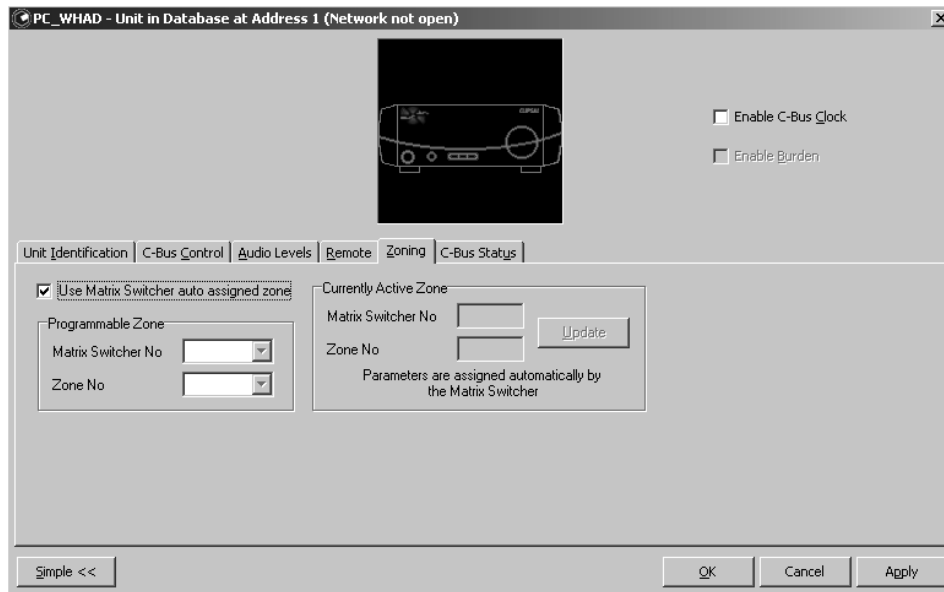 PC_WHAD - Unit in Database at Address 1 (Network not open)
CLIPSAL
Enable C-Bus Clock
Enable Burden
Unit Identification
C-Bus Control
Audio Levels
Remote
Zoning
C-Bus Status
Use Matrix Switcher auto assigned zone
Programmable Zone
Matrix Switcher No
Zone No
Currently Active Zone
Matrix Switcher No
Zone No
Update
Parameters are assigned automatically by
the Matrix Switcher
Simple <<
OK
Cancel
Apply